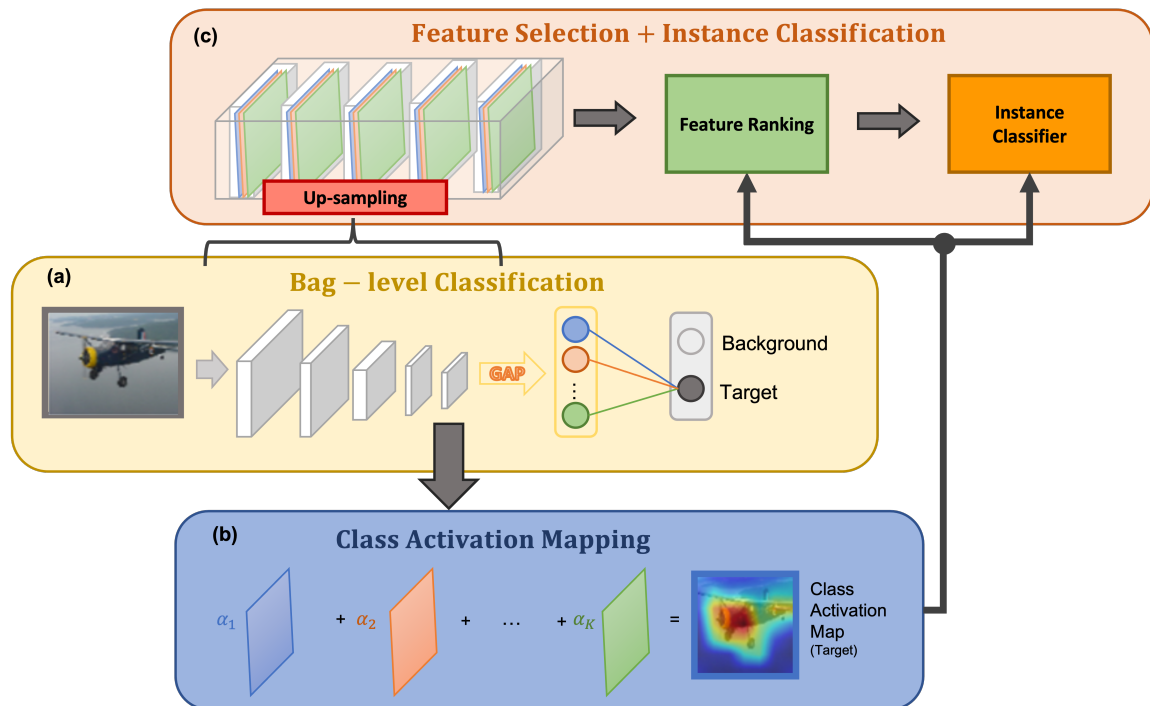 (c)
Feature Selection + Instance Classification
Feature Ranking
Instance
Classifier
Up-sampling
(a)
Bag − level Classification
GAP
...
Background
Target
(b)
Class Activation Mapping
α1 + α2 + ... + αK =
Class
Activation
Map
(Target)